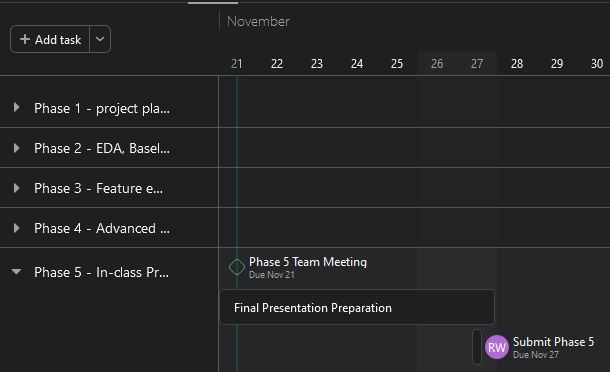 November
+ Add task
21 22 23 24 25 26 27 28 29 30
Phase 1 - project pla...
Phase 2 - EDA, Basel...
Phase 3 - Feature e...
Phase 4 - Advanced ...
Phase 5 - In-class Pr...
Phase 5 Team Meeting
Due Nov 21
Final Presentation Preparation
RW Submit Phase 5
Due Nov 27